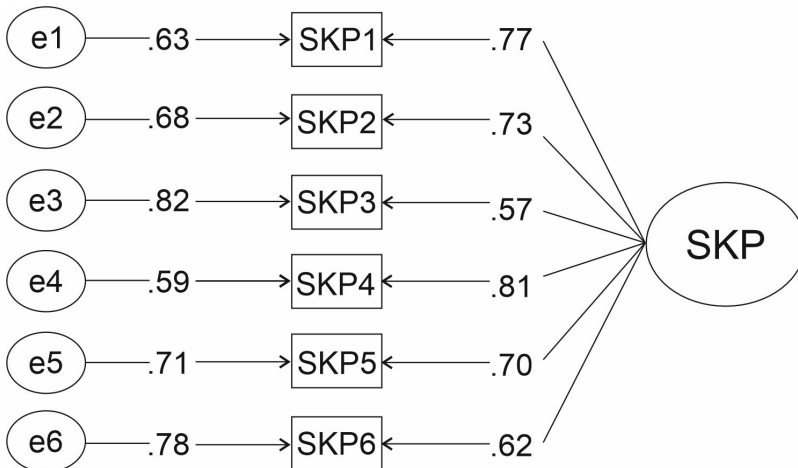 e1 .63 SKP1 .77
e2 .68 SKP2 .73
e3 .82 SKP3 .57
SKP
e4 .59 SKP4 .81
e5 .71 SKP5 .70
e6 .78 SKP6 .62